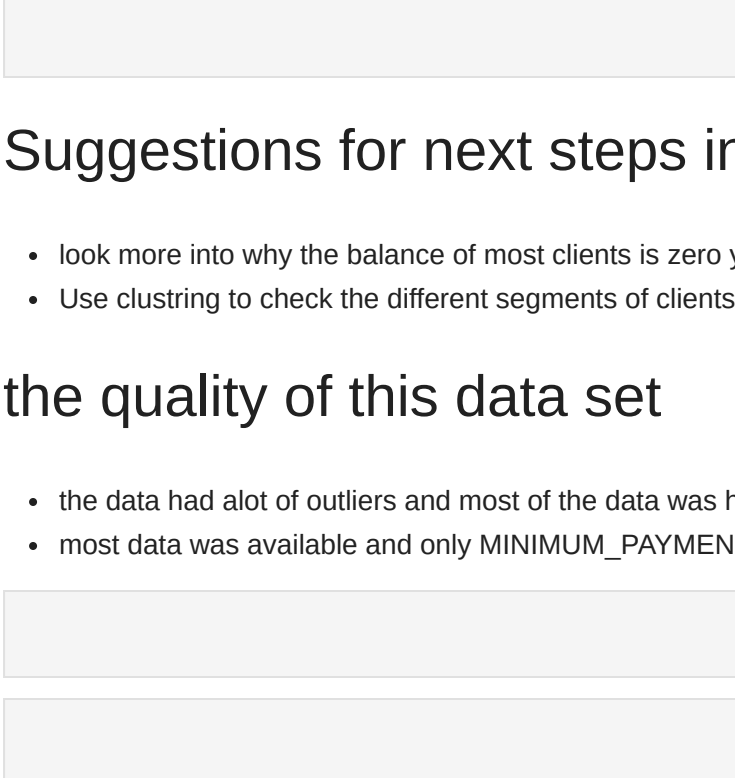 Suggestions for next steps in
look more into why the balance of most clients is zero
Use clustring to check the different segments of clients
the quality of this data set
the data had alot of outliers and most of the data was
most data was available and only MINIMUM_PAYMEN